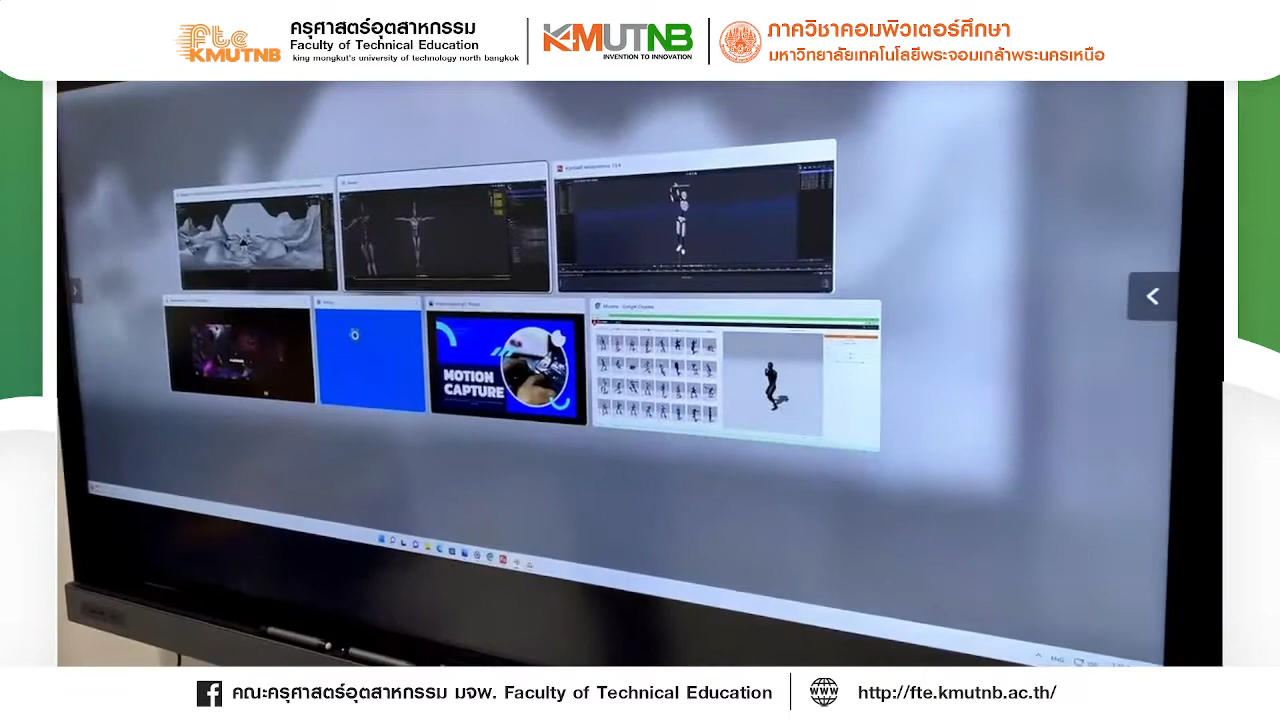 fte
KMUTNB
ครุศาสตร์อุตสาหกรรม
Faculty of Technical Education
king mongkut's university of technology north bangkok
KMUTNB
INVENTION TO INNOVATION
ภาควิชาคอมพิวเตอร์ศึกษา
มหาวิทยาลัยเทคโนโลยีพระจอมเกล้าพระนครเหนือ
MOTION
CAPTURE
ENG
คณะครุศาสตร์อุตสาหกรรม มจพ. Faculty of Technical Education
WWW
http://fte.kmutnb.ac.th/